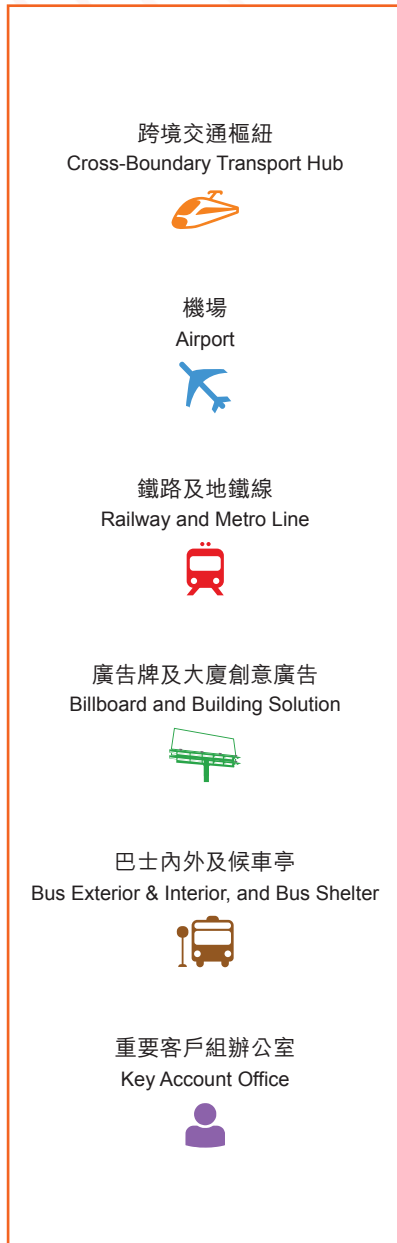 跨境交通樞紐
Cross-Boundary Transport Hub
機場
Airport
鐵路及地鐵線
Railway and Metro Line
廣告牌及大廈創意廣告
Billboard and Building Solution
巴士內外及候車亭
Bus Exterior & Interior, and Bus Shelter
重要客戶組辦公室
Key Account Office